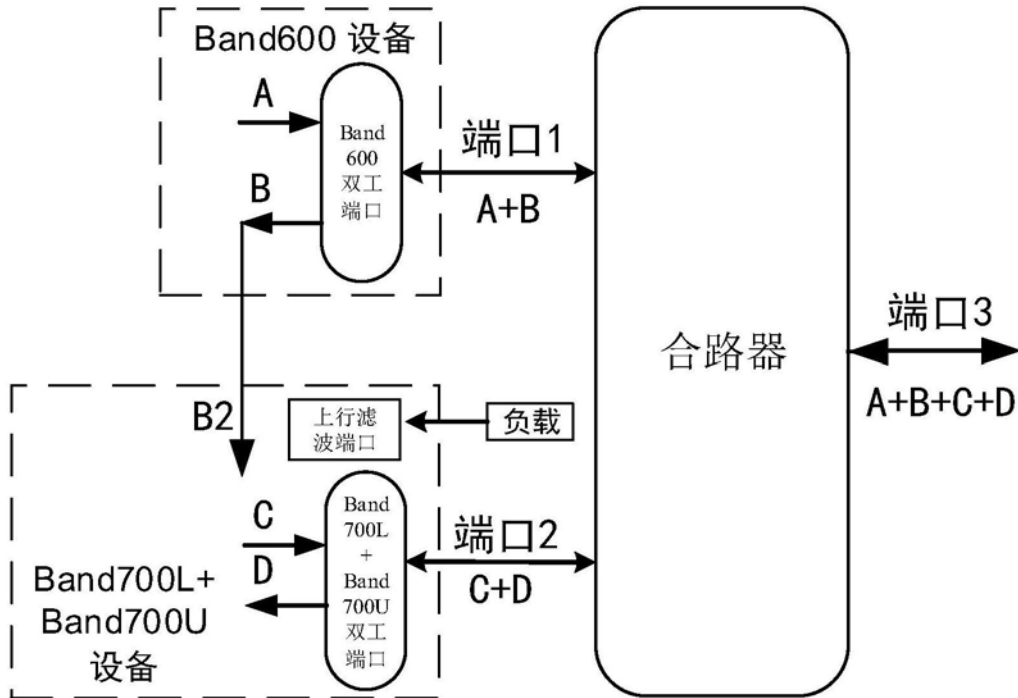 Band600 设备
A
Band
600
双工
端口
B
端口1
A+B
合路器
端口3
A+B+C+D
B2
上行滤
波端口
负载
C
D
Band
700L
+
Band
700U
双工
端口
端口2
C+D
Band700L+
Band700U
设备